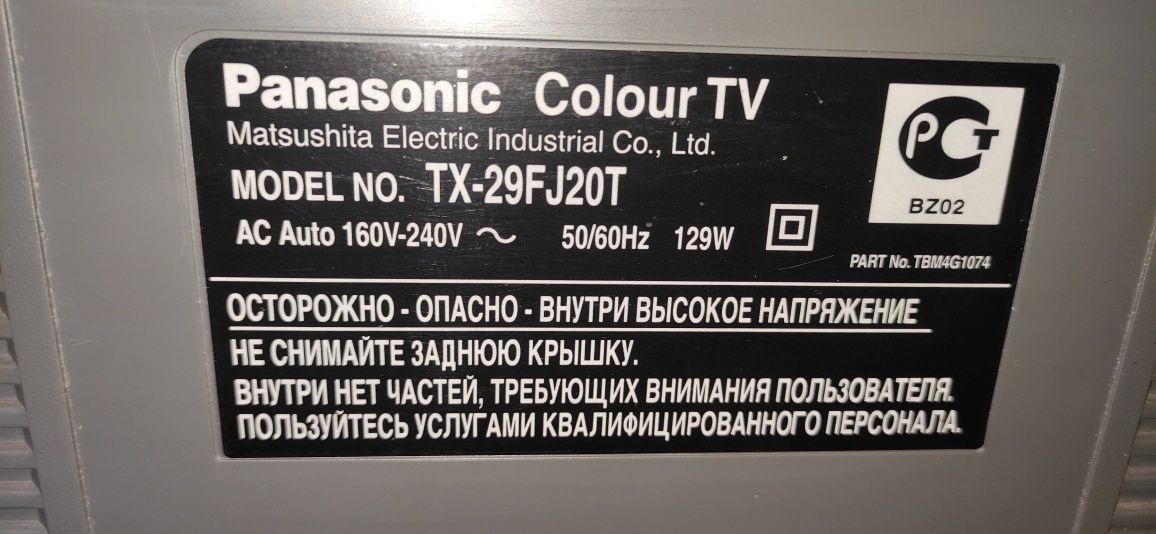 Panasonic Colour TV
Matsushita Electric Industrial Co., Ltd.
MODEL NO. TX-29FJ20T
AC Auto 160V-240V ~ 50/60Hz 129W
РСТ
BZ02
PART No. TBM4G1074
ОСТОРОЖНО - ОПАСНО - ВНУТРИ ВЫСОКОЕ НАПРЯЖЕНИЕ
НЕ СНИМАЙТЕ ЗАДНЮЮ КРЫШКУ.
ВНУТРИ НЕТ ЧАСТЕЙ, ТРЕБУЮЩИХ ВНИМАНИЯ ПОЛЬЗОВАТЕЛЯ.
ПОЛЬЗУЙТЕСЬ УСЛУГАМИ КВАЛИФИЦИРОВАННОГО ПЕРСОНАЛА.